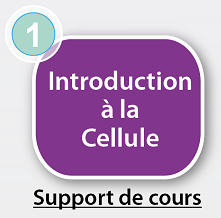 1
Introduction
à la
Cellule
Support de cours